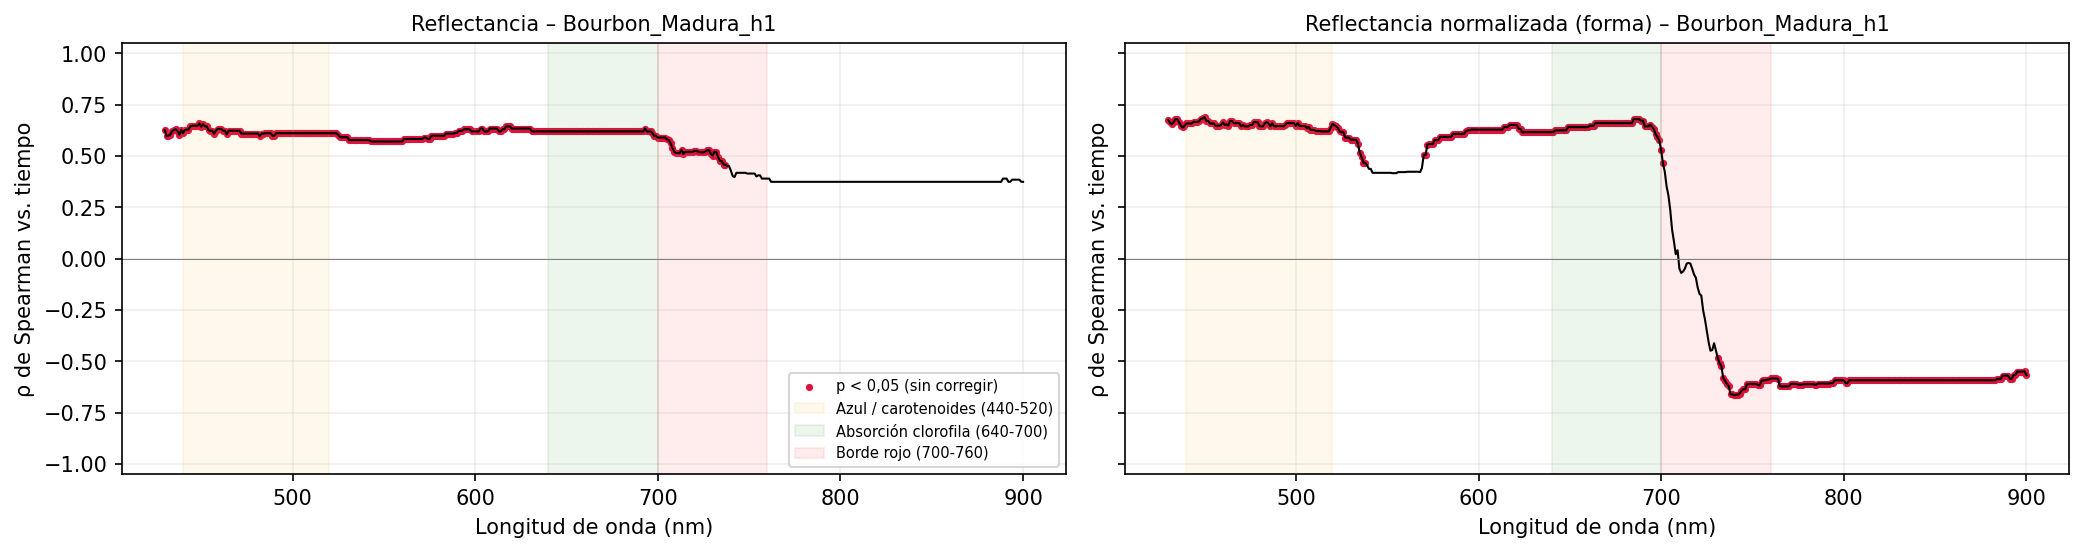 Reflectancia – Bourbon_Madura_h1
ρ de Spearman vs. tiempo
1.00
0.75
0.50
0.25
0.00
−0.25
−0.50
−0.75
−1.00
p < 0,05 (sin corregir)
Azul / carotenoides (440-520)
Absorción clorofila (640-700)
Borde rojo (700-760)
500
600
700
800
900
Longitud de onda (nm)
Reflectancia normalizada (forma) – Bourbon_Madura_h1
ρ de Spearman vs. tiempo
500
600
700
800
900
Longitud de onda (nm)